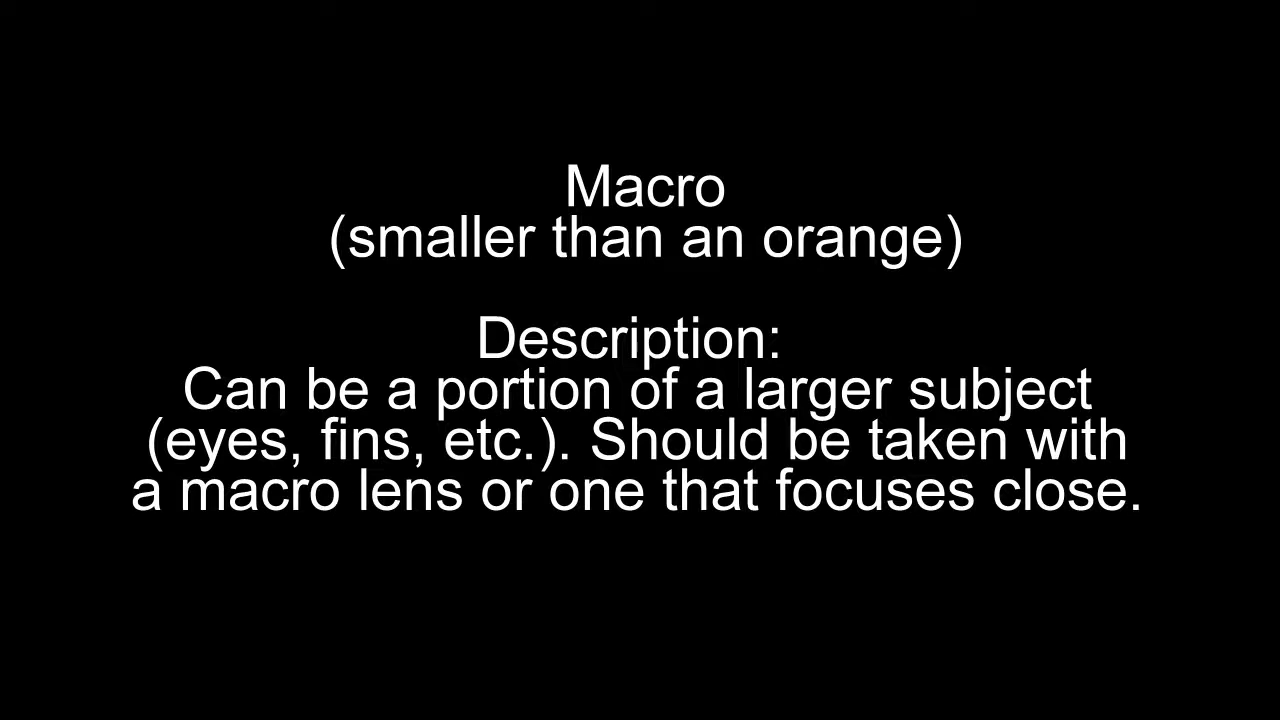 Macro
(smaller than an orange)
Description:
Can be a portion of a larger subject
(eyes, fins, etc.). Should be taken with
a macro lens or one that focuses close.